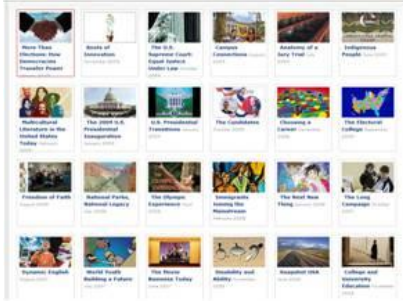 More Than
Elections: How
Democracies
Transfer Power
Roots of
Innovation
The U.S.
Supreme Court:
Equal Justice
Under Law
Campus
Connections
Anatomy of a
Jury Trial
Indigenous
People
Multicultural
Literature in the
United States
Today
The 2009 U.S.
Presidential
Inauguration
U.S. Presidential
Transitions
The Candidates
Choosing a
Career
The Electoral
College
Freedom of Faith
National Parks,
National Legacy
The Olympic
Experience
Immigrants
Joining the
Mainstream
The Next New
Thing
The Long
Campaign
Dynamic English
World Youth
Building a Future
The Movie
Business Today
Disability and
Ability
Snapshot USA
College and
University
Education